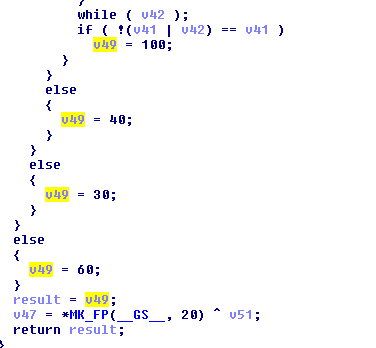 }
while ( v42 );
if ( !(v41 | v42) == v41 )
v49 = 100;
}
}
else
{
v49 = 40;
}
}
else
{
v49 = 30;
}
}
else
{
v49 = 60;
}
result = v49;
v47 = *MK_FP(__GS__, 20) ^ v51;
return result;
}